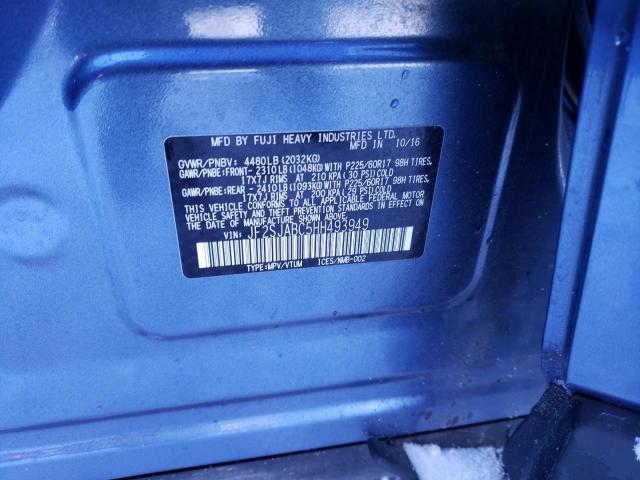 MFD BY FUJI HEAVY INDUSTRIES LTD.
MFD IN 10/16
GVWR/PNBV: 4480LB(2032KG)
GAWR/PNBE:FRONT- 2310LB(1048KG)WITH P225/60R17 98H TIRES,
17X7J RIMS AT 210 KPA(30 PSI)COLD
GAWR/PNBE:REAR -2410LB(1093KG)WITH P225/60R17 98H TIRES,
17X7J RIMS AT 200 KPA(29 PSI)COLD
THIS VEHICLE CONFORMS TO ALL APPLICABLE FEDERAL MOTOR
VEHICLE SAFETY AND BUMPER STANDARDS IN EFFECT
ON THE DATE OF MANUFACTURE SHOWN ABOVE.
VIN: JF2SJABC5HH493949
TYPE:MPV/VTUM ICES/NMB-002